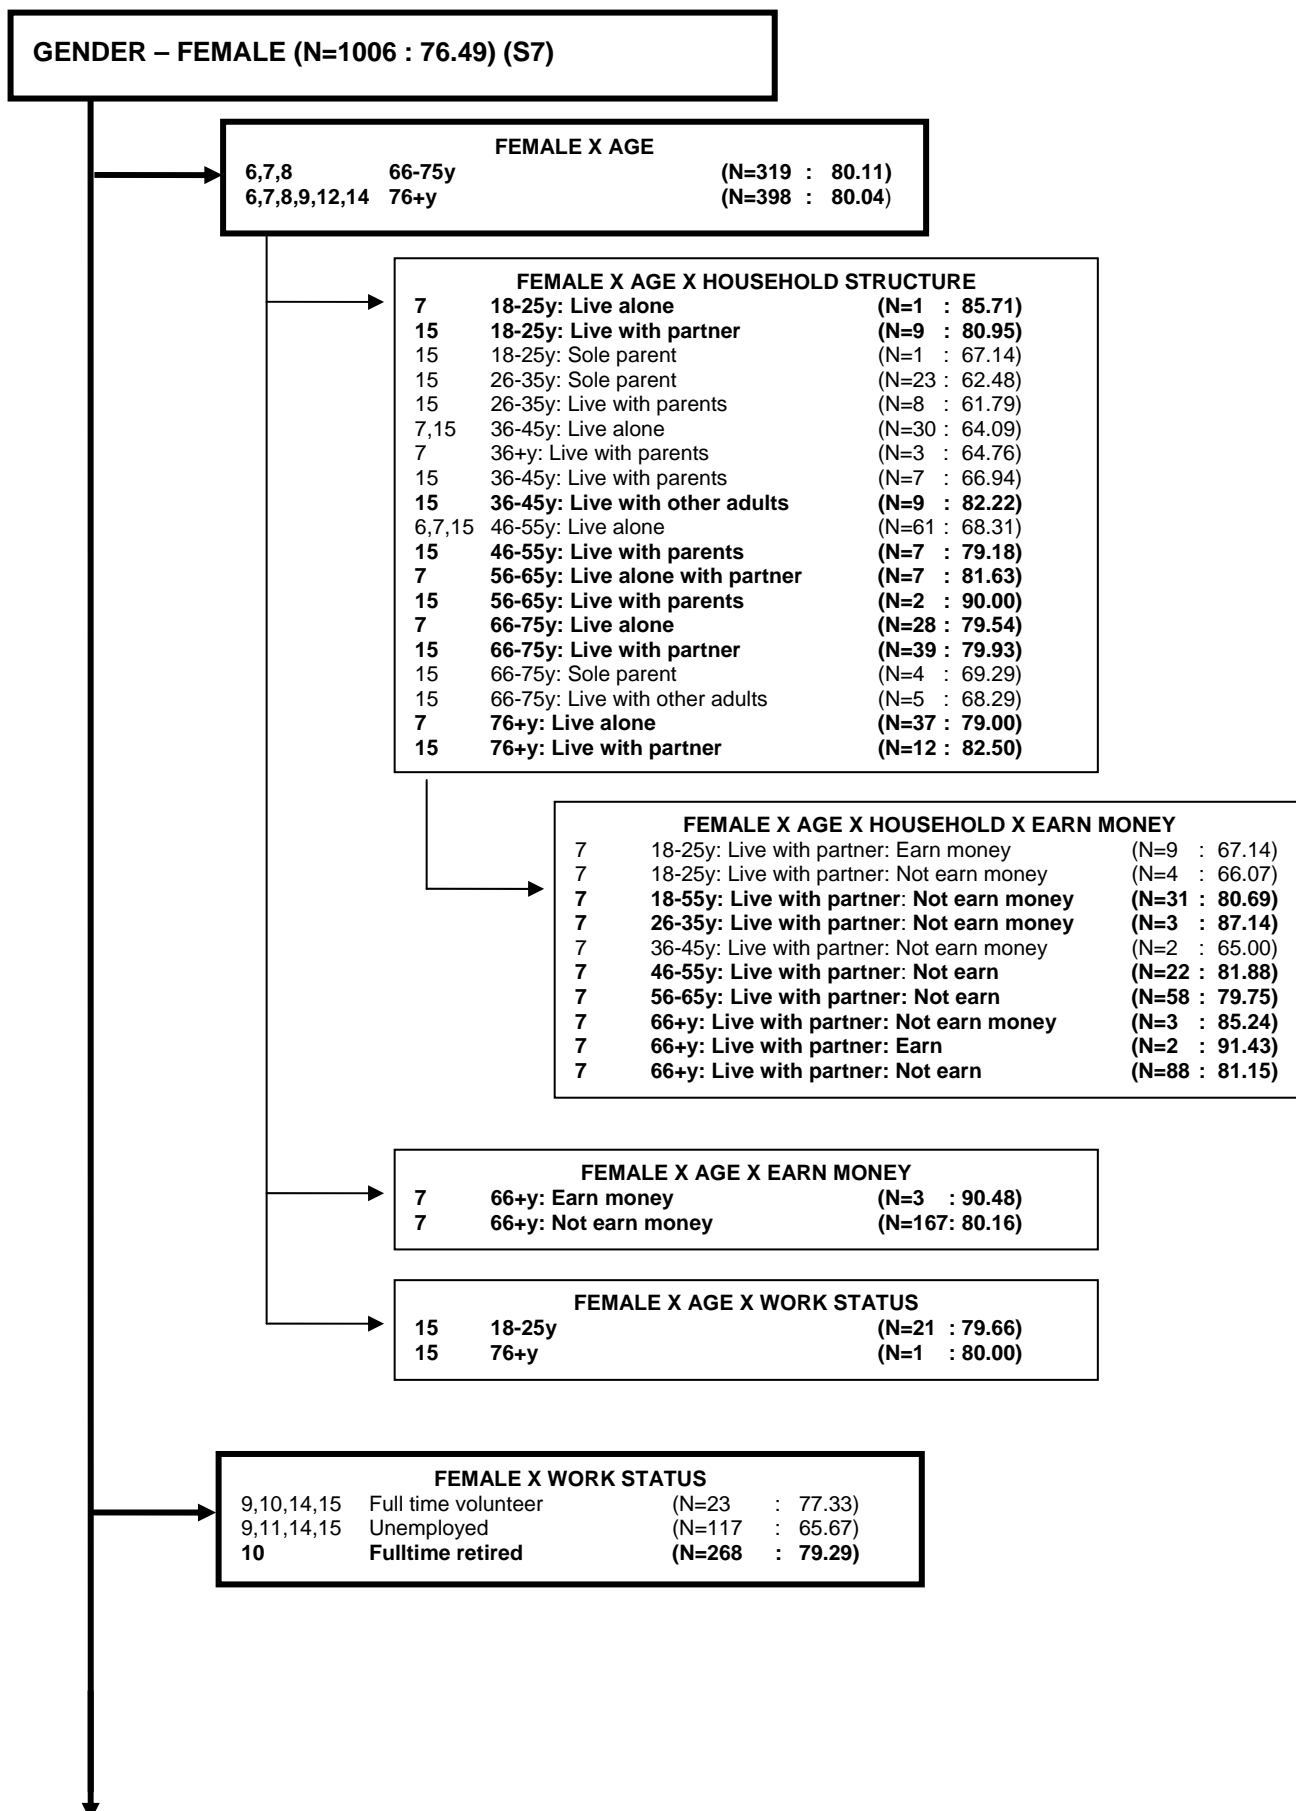 GENDER – FEMALE (N=1006 : 76.49) (S7)
FEMALE X AGE
6,7,8 66-75y (N=319 : 80.11)
6,7,8,9,12,14 76+y (N=398 : 80.04)
FEMALE X AGE X HOUSEHOLD STRUCTURE
7 18-25y: Live alone (N=1 : 85.71)
15 18-25y: Live with partner (N=9 : 80.95)
15 18-25y: Sole parent (N=1 : 67.14)
15 26-35y: Sole parent (N=23 : 62.48)
15 26-35y: Live with parents (N=8 : 61.79)
7,15 36-45y: Live alone (N=30 : 64.09)
7 36+y: Live with parents (N=3 : 64.76)
15 36-45y: Live with parents (N=7 : 66.94)
15 36-45y: Live with other adults (N=9 : 82.22)
6,7,15 46-55y: Live alone (N=61 : 68.31)
15 46-55y: Live with parents (N=7 : 79.18)
7 56-65y: Live alone with partner (N=7 : 81.63)
15 56-65y: Live with parents (N=2 : 90.00)
7 66-75y: Live alone (N=28 : 79.54)
15 66-75y: Live with partner (N=39 : 79.93)
15 66-75y: Sole parent (N=4 : 69.29)
15 66-75y: Live with other adults (N=5 : 68.29)
7 76+y: Live alone (N=37 : 79.00)
15 76+y: Live with partner (N=12 : 82.50)
FEMALE X AGE X HOUSEHOLD X EARN MONEY
7 18-25y: Live with partner: Earn money (N=9 : 67.14)
7 18-25y: Live with partner: Not earn money (N=4 : 66.07)
7 18-55y: Live with partner: Not earn money (N=31 : 80.69)
7 26-35y: Live with partner: Not earn money (N=3 : 87.14)
7 36-45y: Live with partner: Not earn money (N=2 : 65.00)
7 46-55y: Live with partner: Not earn (N=22 : 81.88)
7 56-65y: Live with partner: Not earn (N=58 : 79.75)
7 66+y: Live with partner: Not earn money (N=3 : 85.24)
7 66+y: Live with partner: Earn (N=2 : 91.43)
7 66+y: Live with partner: Not earn (N=88 : 81.15)
FEMALE X AGE X EARN MONEY
7 66+y: Earn money (N=3 : 90.48)
7 66+y: Not earn money (N=167: 80.16)
FEMALE X AGE X WORK STATUS
15 18-25y (N=21 : 79.66)
15 76+y (N=1 : 80.00)
FEMALE X WORK STATUS
9,10,14,15 Full time volunteer (N=23 : 77.33)
9,11,14,15 Unemployed (N=117 : 65.67)
10 Fulltime retired (N=268 : 79.29)